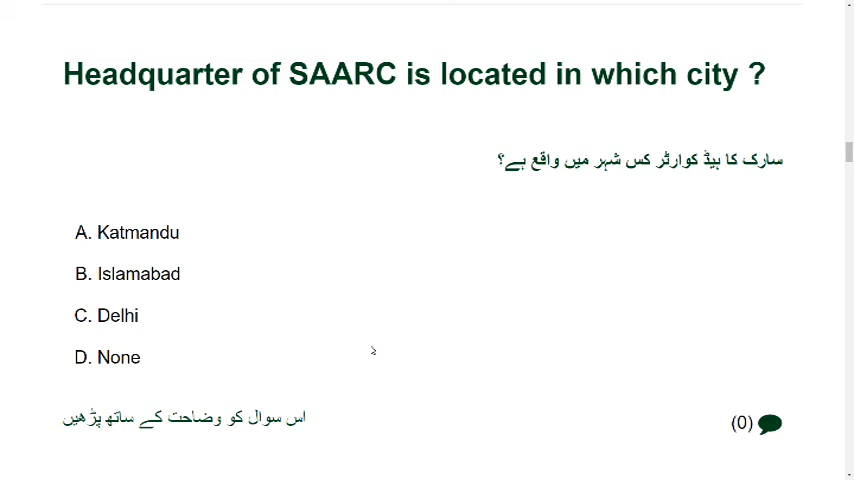 Headquarter of SAARC is located in which city ?
سارک کا ہیڈ کوارٹر کس شہر میں واقع ہے؟
A. Katmandu
B. Islamabad
C. Delhi
D. None
اس سوال کو وضاحت کے ساتھ پڑھیں
(0)